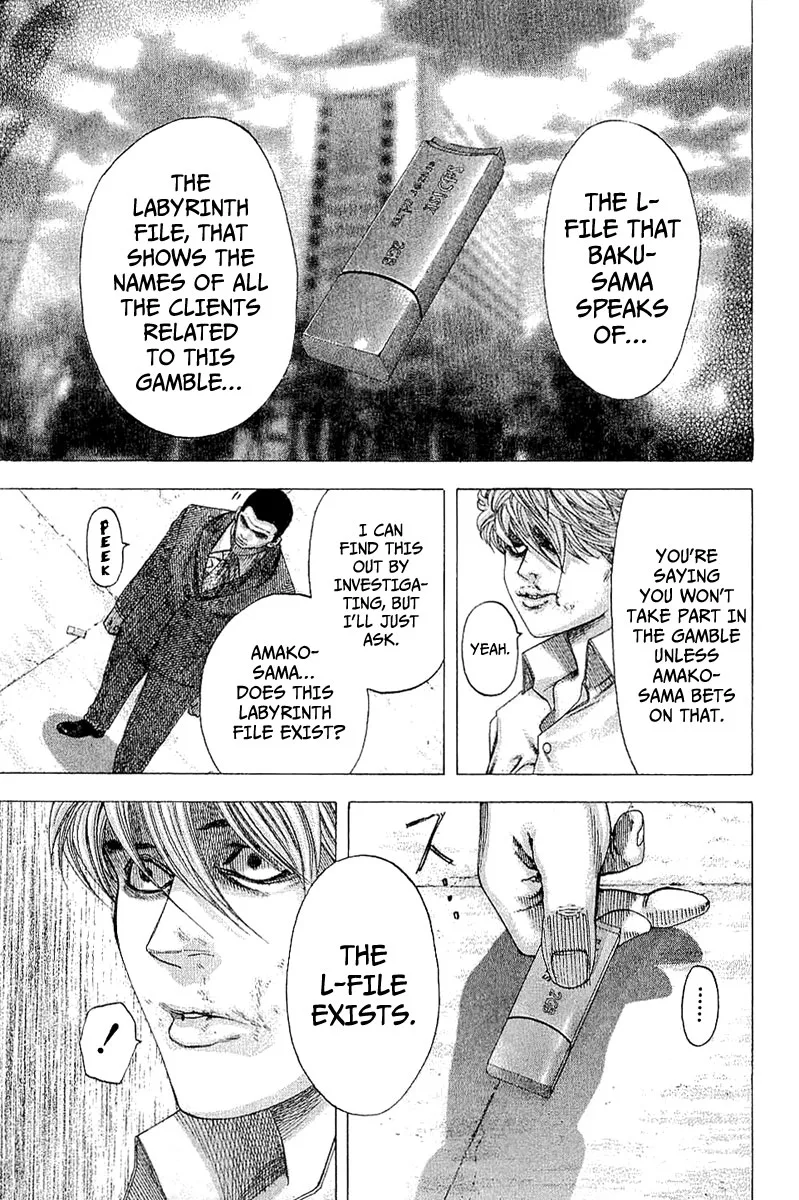 THE L-
FILE THAT
BAKU-
SAMA
SPEAKS
OF...
THE
LABYRINTH
FILE, THAT
SHOWS THE
NAMES OF ALL
THE CLIENTS
RELATED
TO THIS
GAMBLE...
2GB
YOU'RE
SAYING
YOU WON'T
TAKE PART IN
THE GAMBLE
UNLESS
AMAKO-
SAMA BETS
ON THAT.
YEAH.
I CAN
FIND THIS
OUT BY
INVESTIGA-
TING, BUT
I'LL JUST
ASK.
AMAKO-
SAMA...
DOES THIS
LABYRINTH
FILE EXIST?
PEEK
......
2GB
ス
THE
L-FILE
EXISTS.
!